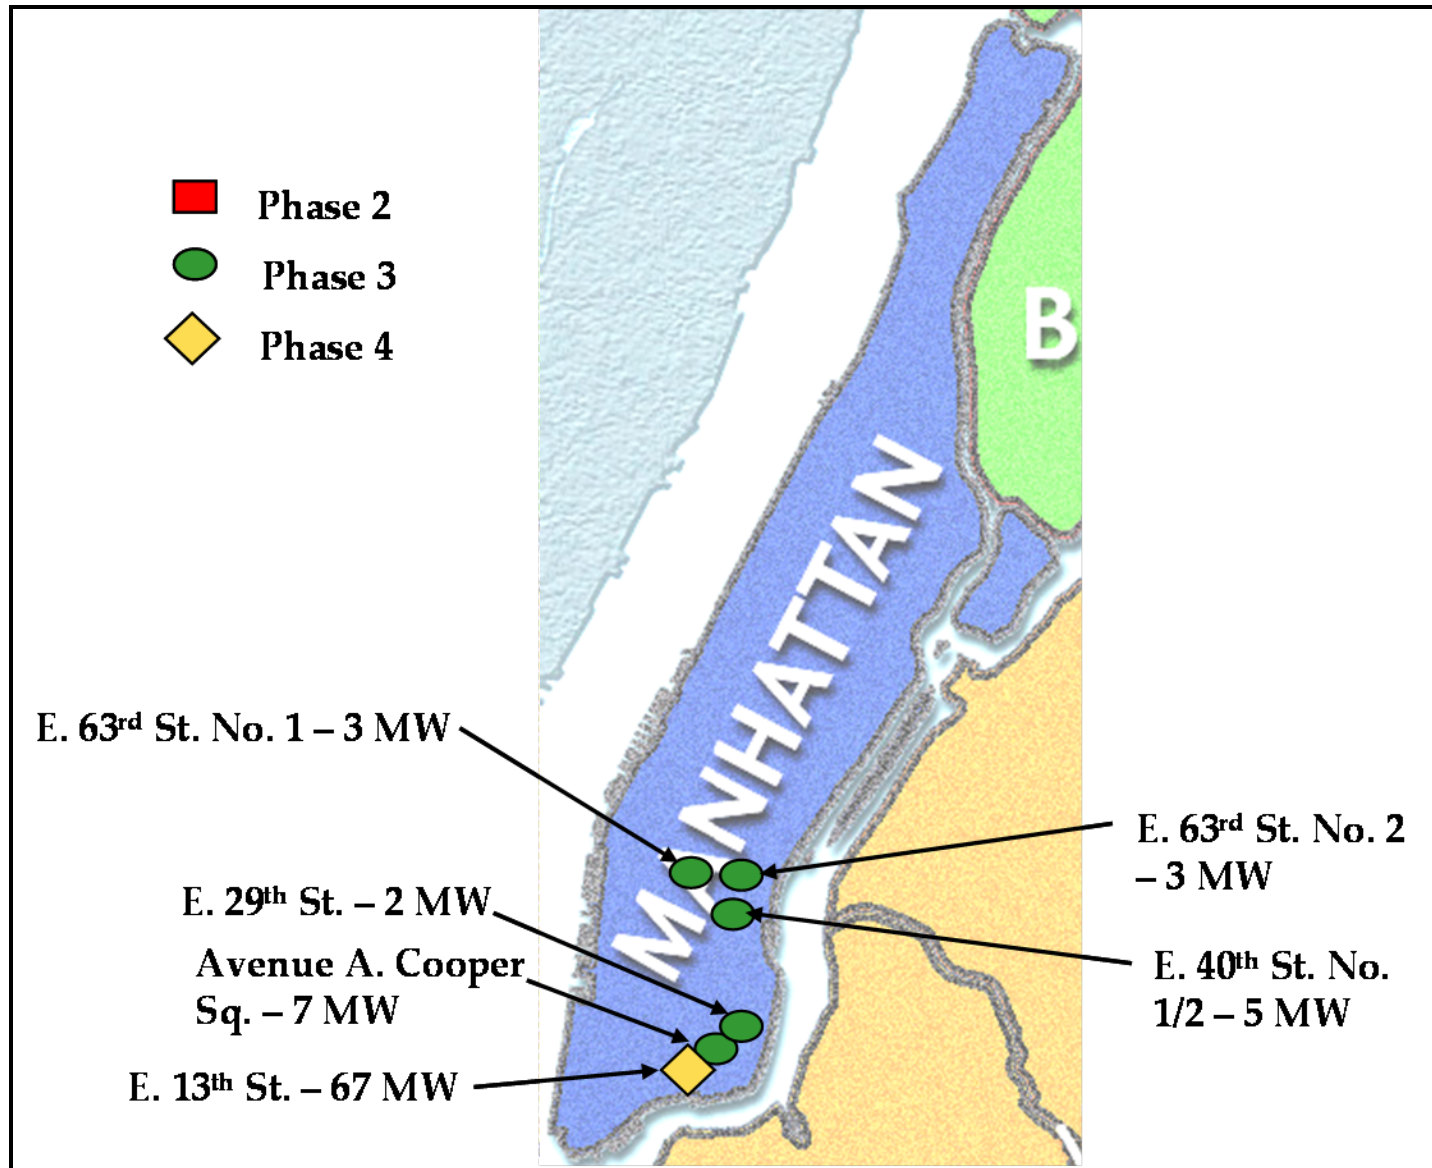 Phase 2
Phase 3
Phase 4
B
MANHATTAN
E. 63rd St. No. 1 – 3 MW
E. 63rd St. No. 2
– 3 MW
E. 29th St. – 2 MW
Avenue A. Cooper
Sq. – 7 MW
E. 40th St. No.
1/2 – 5 MW
E. 13th St. – 67 MW